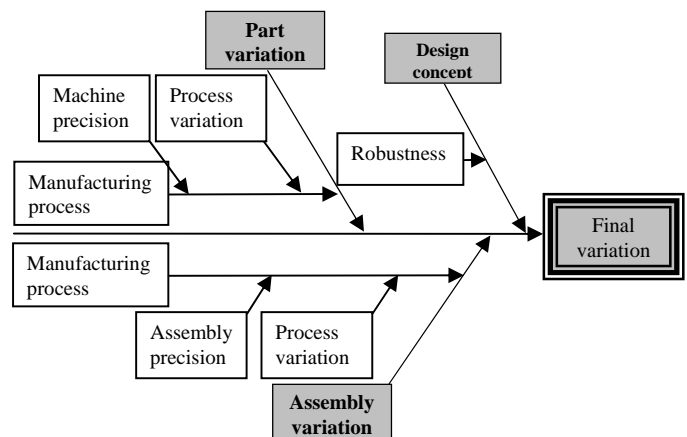 Part
variation
Design
concept
Machine
precision
Process
variation
Robustness
Manufacturing
process
Final
variation
Manufacturing
process
Assembly
precision
Process
variation
Assembly
variation